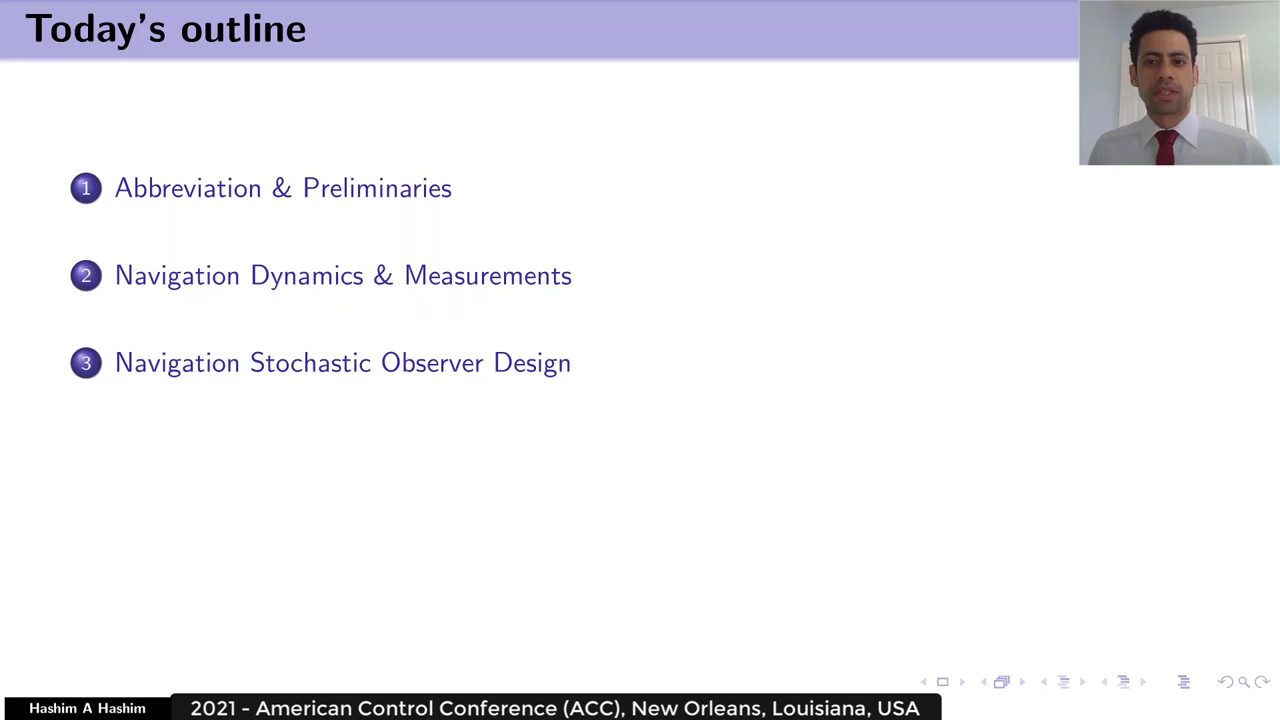 Today's outline
1 Abbreviation & Preliminaries
2 Navigation Dynamics & Measurements
3 Navigation Stochastic Observer Design
Hashim A Hashim
2021 - American Control Conference (ACC), New Orleans, Louisiana, USA